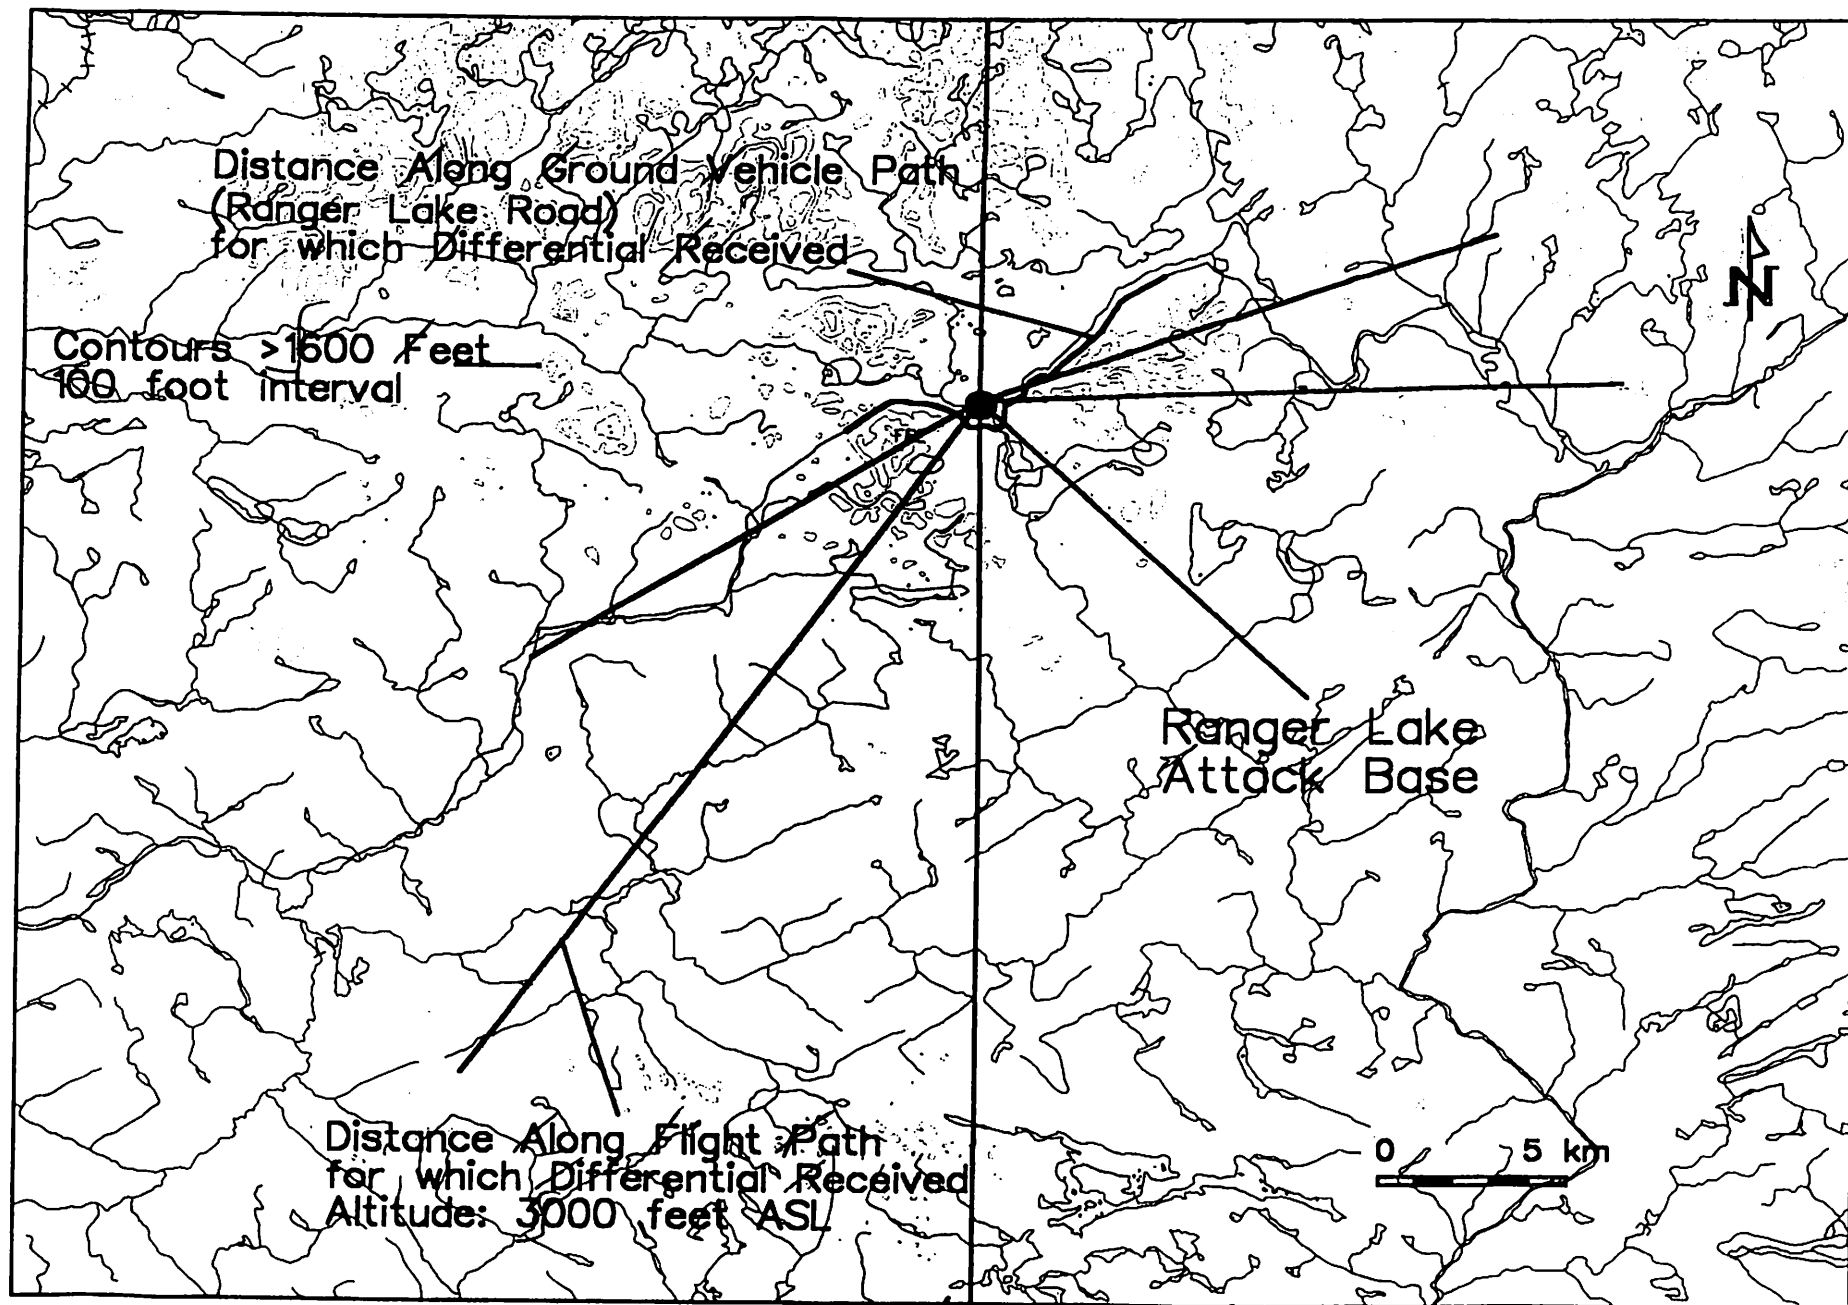 Distance Along Ground Vehicle Path
(Ranger Lake Road)
for which Differential Received
N
Contours >1600 Feet
100 foot interval
Ranger Lake
Attack Base
Distance Along Flight Path
for which Differential Received
Altitude: 3000 feet ASL
0 5 km